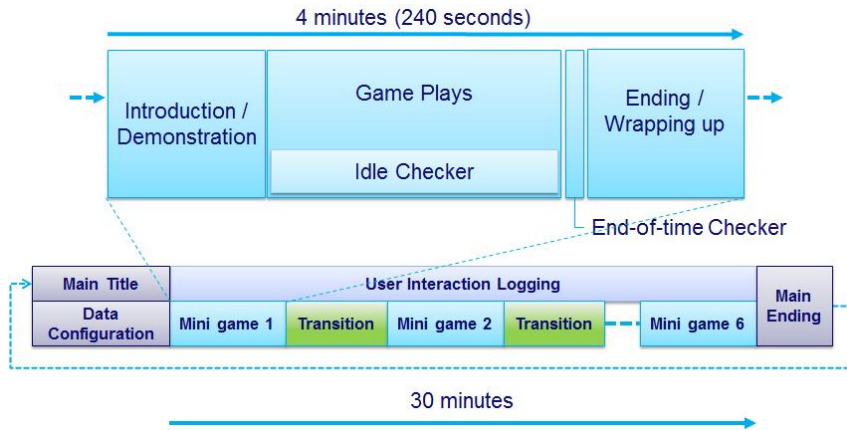 4 minutes (240 seconds)
Introduction /
Demonstration
Game Plays
Idle Checker
Ending /
Wrapping up
End-of-time Checker
Main Title
User Interaction Logging
Main
Ending
Data
Configuration
Mini game 1
Transition
Mini game 2
Transition
Mini game 6
30 minutes